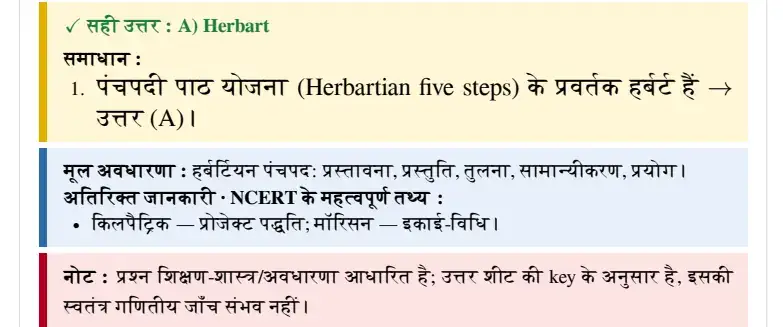 ✓ सही उत्तर : A) Herbart
समाधान :
1. पंचपदी पाठ योजना (Herbartian five steps) के प्रवर्तक हर्बर्ट हैं →
उत्तर (A)।
मूल अवधारणा : हर्बर्टियन पंचपद: प्रस्तावना, प्रस्तुति, तुलना, सामान्यीकरण, प्रयोग।
अतिरिक्त जानकारी · NCERT के महत्वपूर्ण तथ्य :
• किलपैट्रिक — प्रोजेक्ट पद्धति; मॉरिसन — इकाई-विधि।
नोट : प्रश्न शिक्षण-शास्त्र/अवधारणा आधारित है; उत्तर शीट की key के अनुसार है, इसकी
स्वतंत्र गणितीय जाँच संभव नहीं।